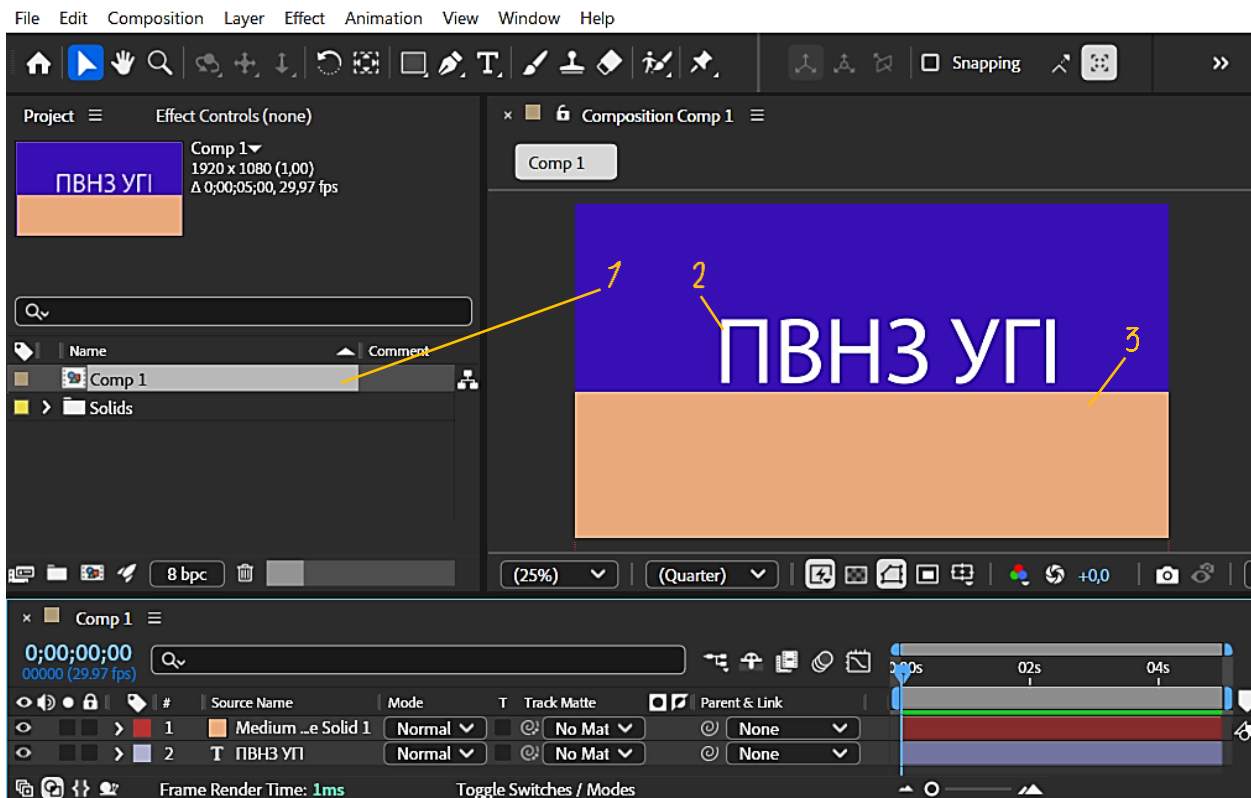 File Edit Composition Layer Effect Animation View Window Help
Snapping
Project Effect Controls (none)
Composition Comp 1
Comp 1
1920 x 1080 (1,00)
Δ 0;00;05;00, 29,97 fps
ПВНЗ УГІ
Comp 1
1 2 3
ПВНЗ УГІ
Name Comment
Comp 1
Solids
8 bpc
(25%) (Quarter) +0,0
Comp 1
0;00;00;00
00000 (29.97 fps)
00s 02s 04s
# Source Name Mode T Track Matte Parent & Link
1 Medium ...e Solid 1 Normal No Mat None
2 T ПВНЗ УГІ Normal No Mat None
Frame Render Time: 1ms Toggle Switches / Modes